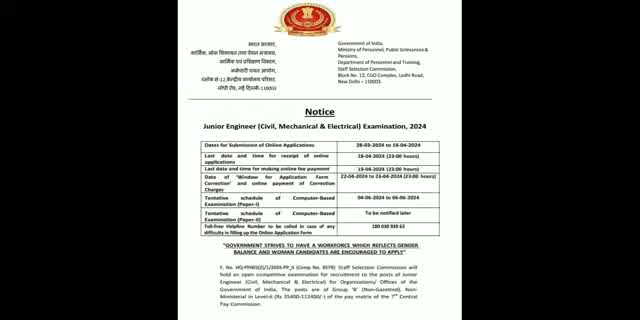 भारत सरकार,
कार्मिक, लोक शिकायत तथा पेंशन मंत्रालय,
कार्मिक एवं प्रशिक्षण विभाग,
कर्मचारी चयन आयोग,
ब्लॉक सं-12,केन्द्रीय कार्यालय परिसर,
लोधी रोड, नई दिल्ली-110003
Government of India,
Ministry of Personnel, Public Grievances &
Pensions,
Department of Personnel and Training,
Staff Selection Commission,
Block No. 12, CGO Complex, Lodhi Road,
New Delhi – 110003.
Notice
Junior Engineer (Civil, Mechanical & Electrical) Examination, 2024
Dates for Submission of Online Applications
28-03-2024 to 18-04-2024
Last date and time for receipt of online
applications
18-04-2024 (23:00 hours)
Last date and time for making online fee payment
19-04-2024 (23:00 hours)
Date of 'Window for Application Form
Correction' and online payment of Correction
Charges
22-04-2024 to 23-04-2024 (23:00 hours)
Tentative schedule of Computer-Based
Examination (Paper-I)
04-06-2024 to 06-06-2024
Tentative schedule of Computer-Based
Examination (Paper-II)
To be notified later
Toll-Free Helpline Number to be called in case of any
difficulty in filling up the Online Application Form
180 030 930 63
"GOVERNMENT STRIVES TO HAVE A WORKFORCE WHICH REFLECTS GENDER
BALANCE AND WOMAN CANDIDATES ARE ENCOURAGED TO APPLY"
Staff Selection Commission will
hold an open competitive examination for recruitment to the posts of Junior
Engineer (Civil, Mechanical & Electrical) for Organisations/ Offices of the
Government of India. The posts are of Group 'B' (Non-Gazetted), Non-
Ministerial in Level-6 (Rs 35400-112400/-) of the pay matrix of the 7th Central
Pay Commission.